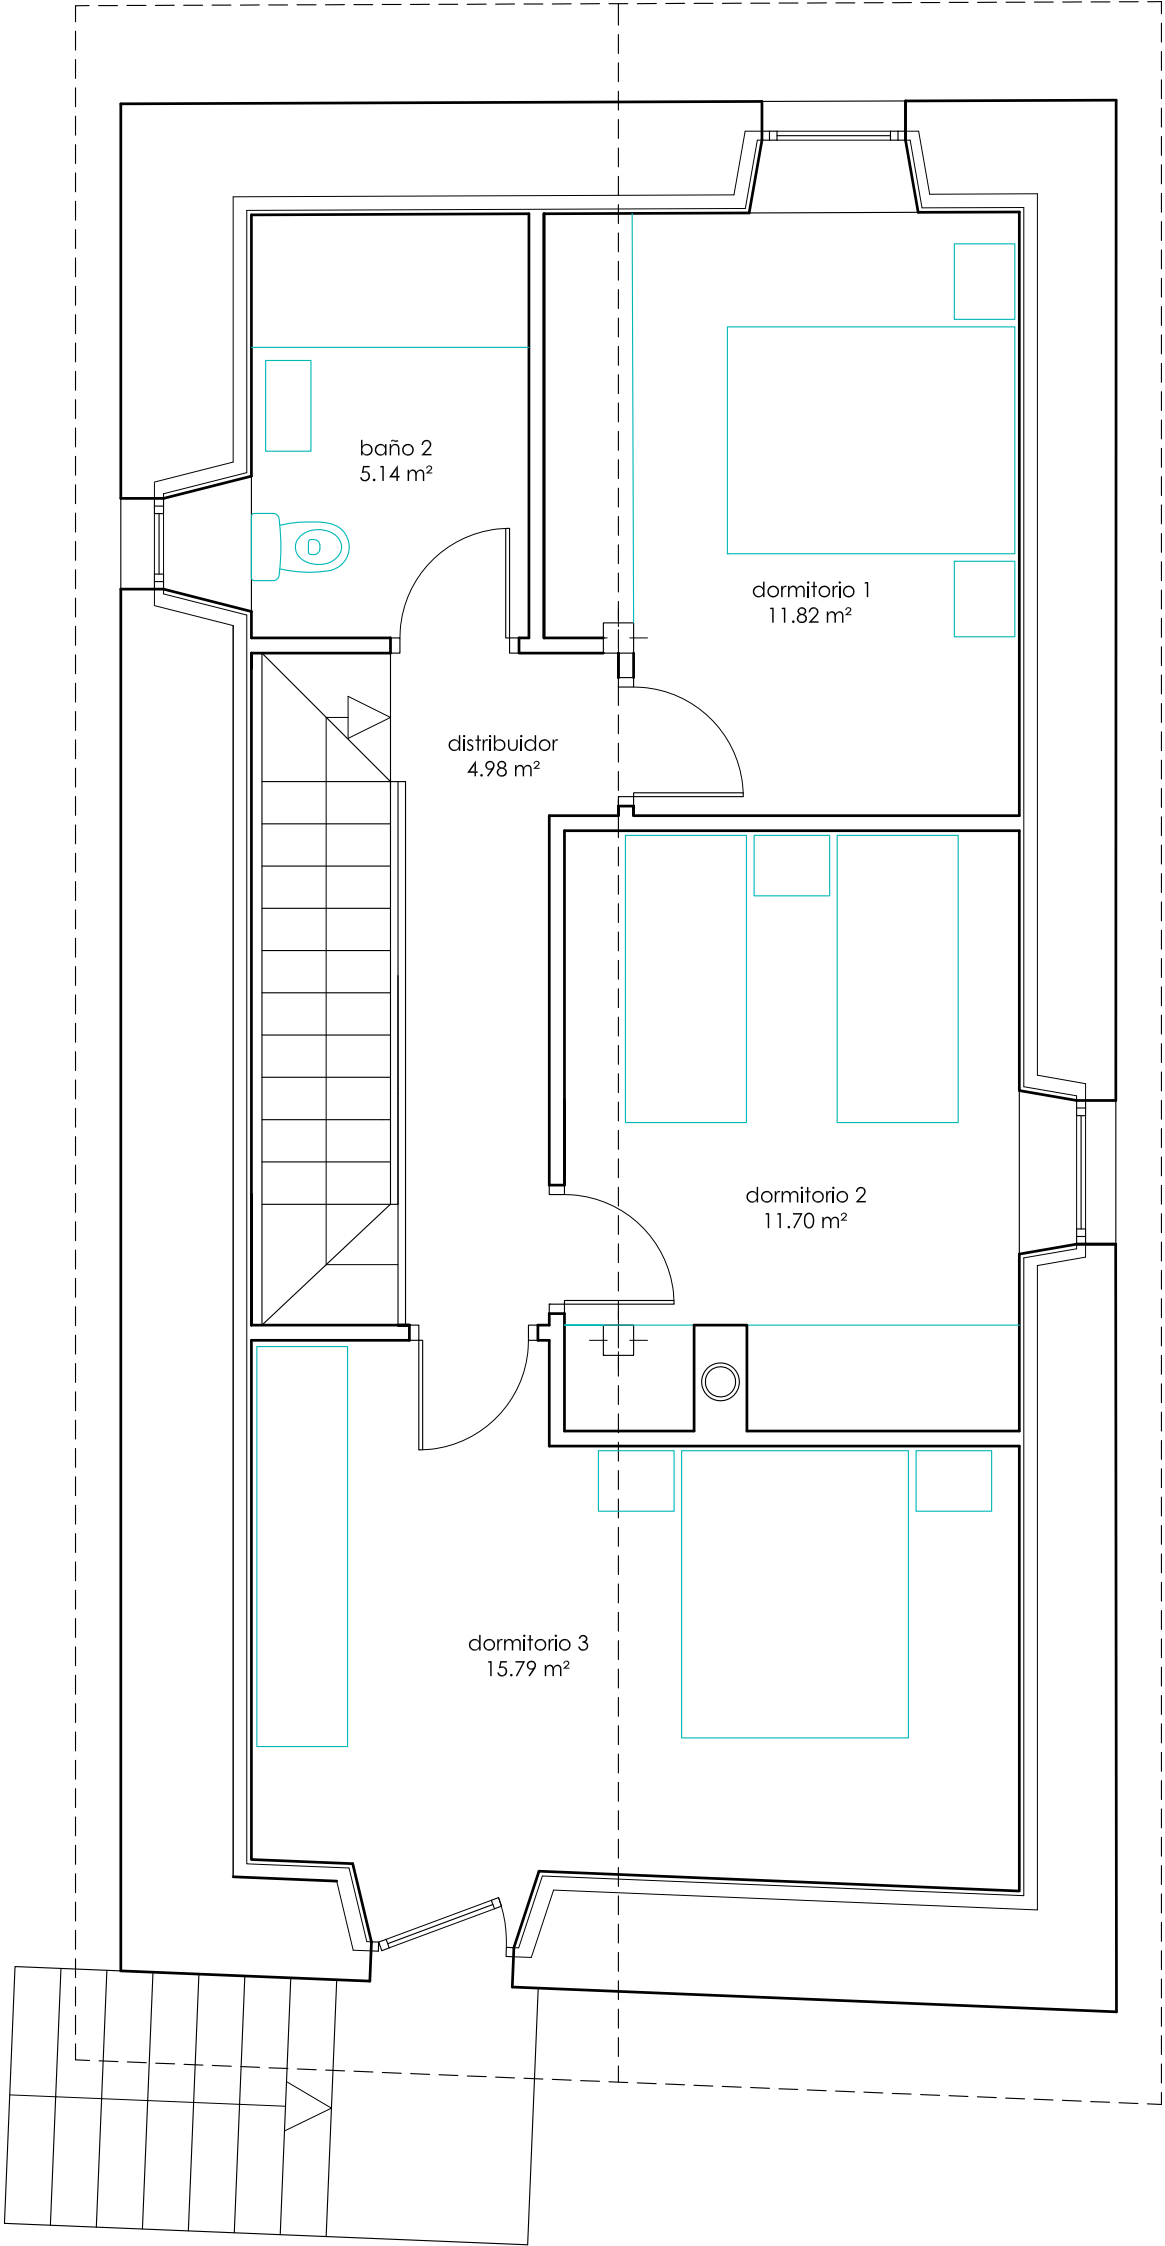 baño 2
5.14 m²
dormitorio 1
11.82 m²
distribuidor
4.98 m²
dormitorio 2
11.70 m²
dormitorio 3
15.79 m²